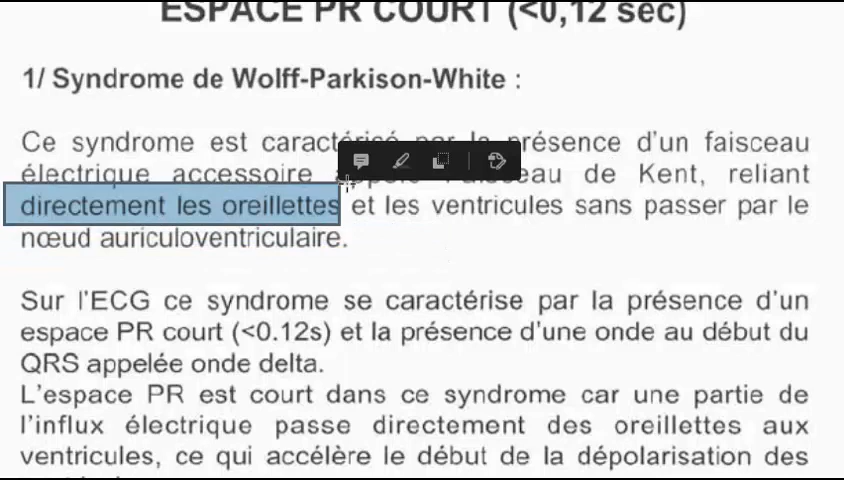 ESPACE PR COURT (<0,12 sec)
1/ Syndrome de Wolff-Parkison-White :
Ce syndrome est caractérisé par la présence d'un faisceau
électrique accessoire appelé Faisceau de Kent, reliant
directement les oreillettes et les ventricules sans passer par le
nœud auriculoventriculaire.
Sur l'ECG ce syndrome se caractérise par la présence d'un
espace PR court (<0.12s) et la présence d'une onde au début du
QRS appelée onde delta.
L'espace PR est court dans ce syndrome car une partie de
l'influx électrique passe directement des oreillettes aux
ventricules, ce qui accélère le début de la dépolarisation des